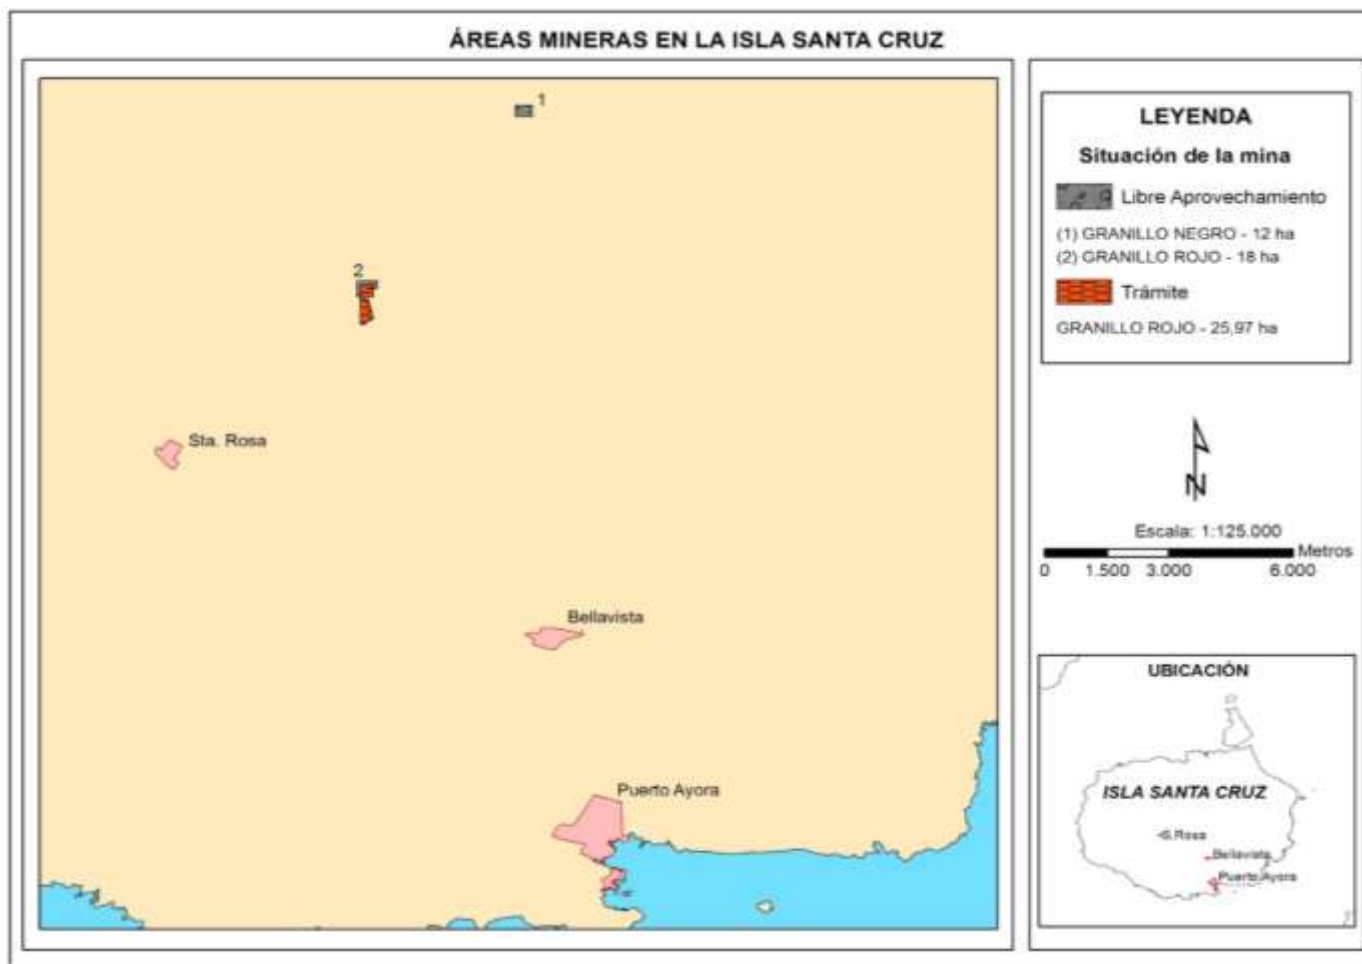 ÁREAS MINERAS EN LA ISLA SANTA CRUZ
1
2
Sta. Rosa
Bellavista
Puerto Ayora
LEYENDA
Situación de la mina
Libre Aprovechamiento
(1) GRANILLO NEGRO - 12 ha
(2) GRANILLO ROJO - 18 ha
Trámite
GRANILLO ROJO - 25,97 ha
N
Escala: 1:125.000
Metros
0 1.500 3.000 6.000
UBICACIÓN
ISLA SANTA CRUZ
S.Rosa
Bellavista
Puerto Ayora